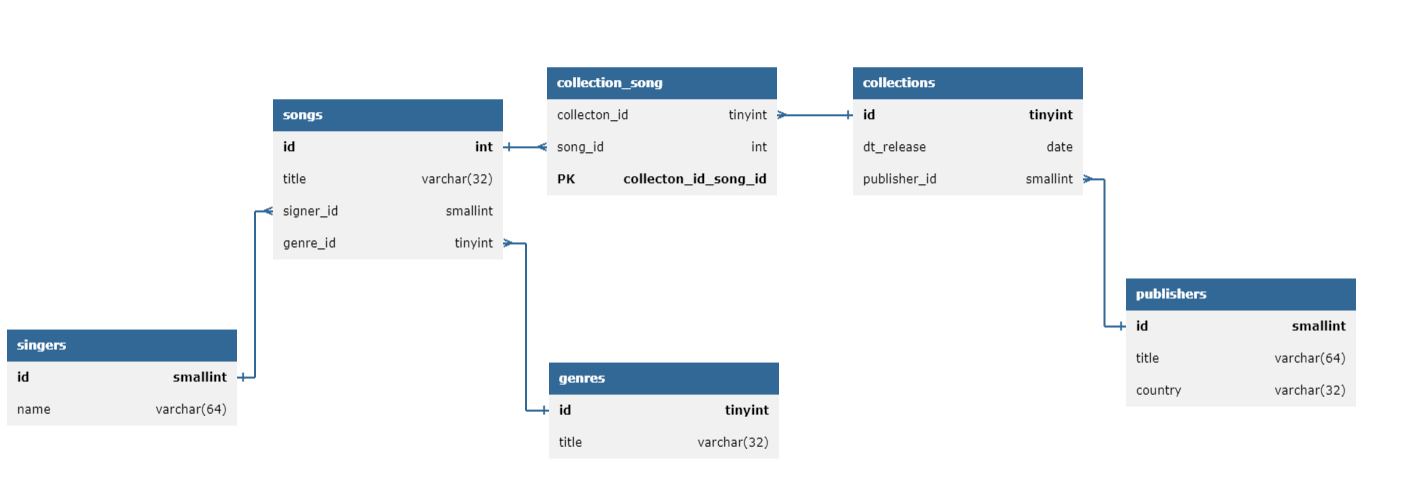 collection_song
collecton_id tinyint
song_id int
PK collecton_id_song_id
collections
id tinyint
dt_release date
publisher_id smallint
songs
id int
title varchar(32)
signer_id smallint
genre_id tinyint
publishers
id smallint
title varchar(64)
country varchar(32)
singers
id smallint
name varchar(64)
genres
id tinyint
title varchar(32)